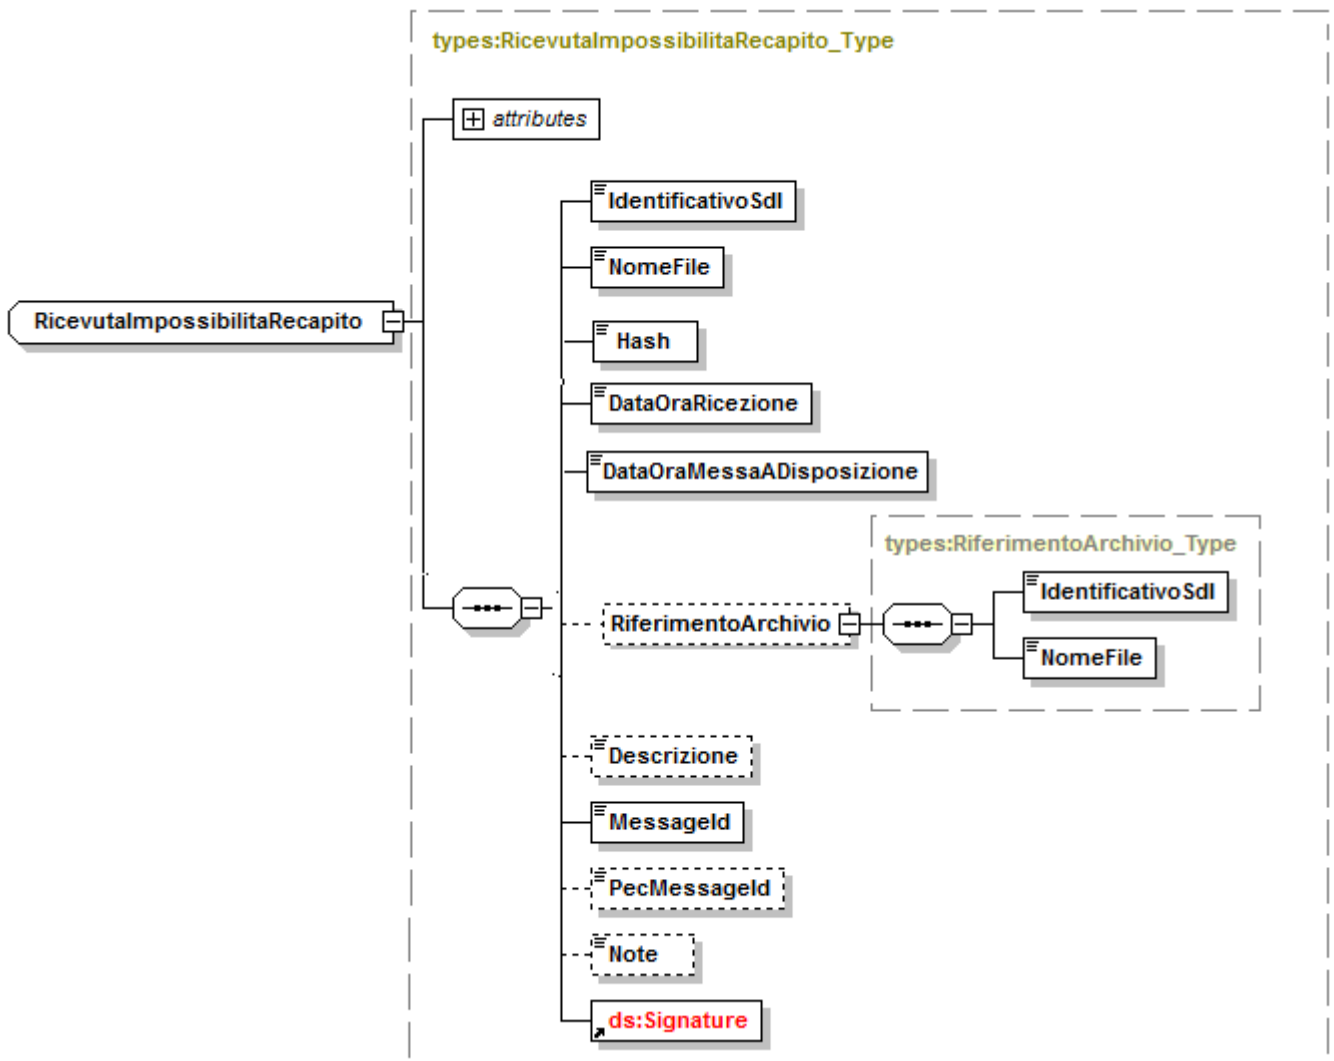 types:RicevutaImpossibilitaRecapito_Type
attributes
IdentificativoSdI
NomeFile
RicevutaImpossibilitaRecapito
Hash
DataOraRicezione
DataOraMessaADisposizione
types:RiferimentoArchivio_Type
IdentificativoSdI
RiferimentoArchivio
NomeFile
Descrizione
MessageId
PecMessageId
Note
ds:Signature